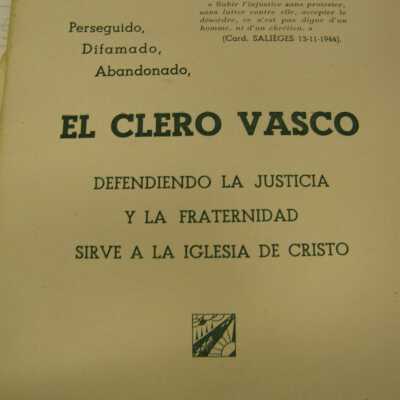 « Subir l'injustice sans protester,
sans lutter contre elle, accepter le
désordre, ce n'est pas digne d'un
homme, ni d'un chrétien. »
(Card. SALIÈGES 13-11-1944).
Perseguido,
Difamado,
Abandonado,
EL CLERO VASCO
DEFENDIENDO LA JUSTICIA
Y LA FRATERNIDAD
SIRVE A LA IGLESIA DE CRISTO